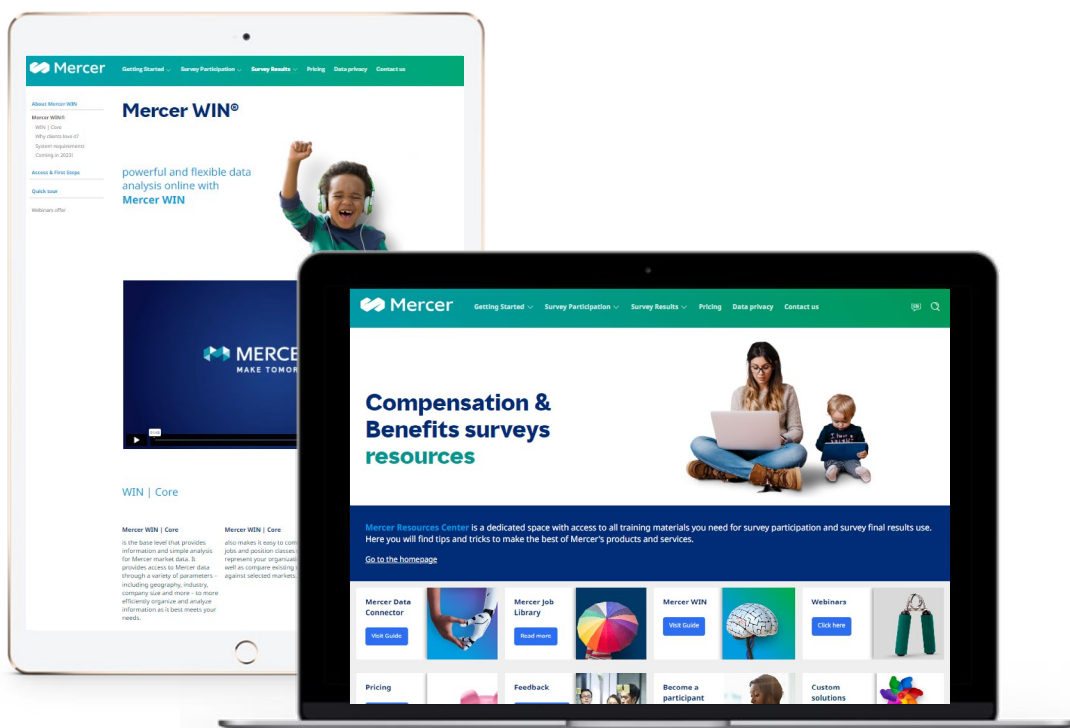 Mercer
Getting Started
Survey Participation
Survey Results
Pricing
Data privacy
Contact us
About Mercer WIN
Mercer WIN®
WIN | Core
Why clients love it?
System requirements
Coming in 2023!
Access & First Steps
Quick tour
Webinars offer
Mercer WIN®
powerful and flexible data
analysis online with
Mercer WIN
MERCE
MAKE TOMOR
WIN | Core
Mercer WIN | Core
is the base level that provides
information and simple analysis
for Mercer market data. It
provides access to Mercer data
through a variety of parameters –
including geography, industry,
company size and more – to more
efficiently organize and analyze
information as it best meets your
needs.
Mercer WIN | Core
also makes it easy to com
jobs and position classes
represent your organizati
well as compare existing
against selected markets.
Mercer
Getting Started
Survey Participation
Survey Results
Pricing
Data privacy
Contact us
EN
Compensation &
Benefits surveys
resources
Mercer Resources Center is a dedicated space with access to all training materials you need for survey participation and survey final results use.
Here you will find tips and tricks to make the best of Mercer's products and services.
Go to the homepage
Mercer Data
Connector
Visit Guide
Mercer Job
Library
Read more
Mercer WIN
Visit Guide
Webinars
Click here
Pricing
Feedback
Become a
participant
Custom
solutions